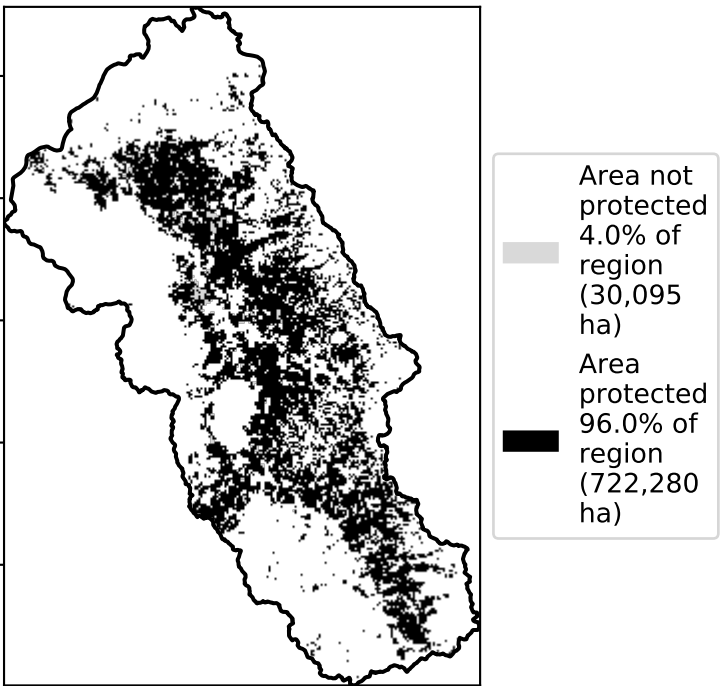 Area not
protected
4.0% of
region
(30,095
ha)
Area
protected
96.0% of
region
(722,280
ha)